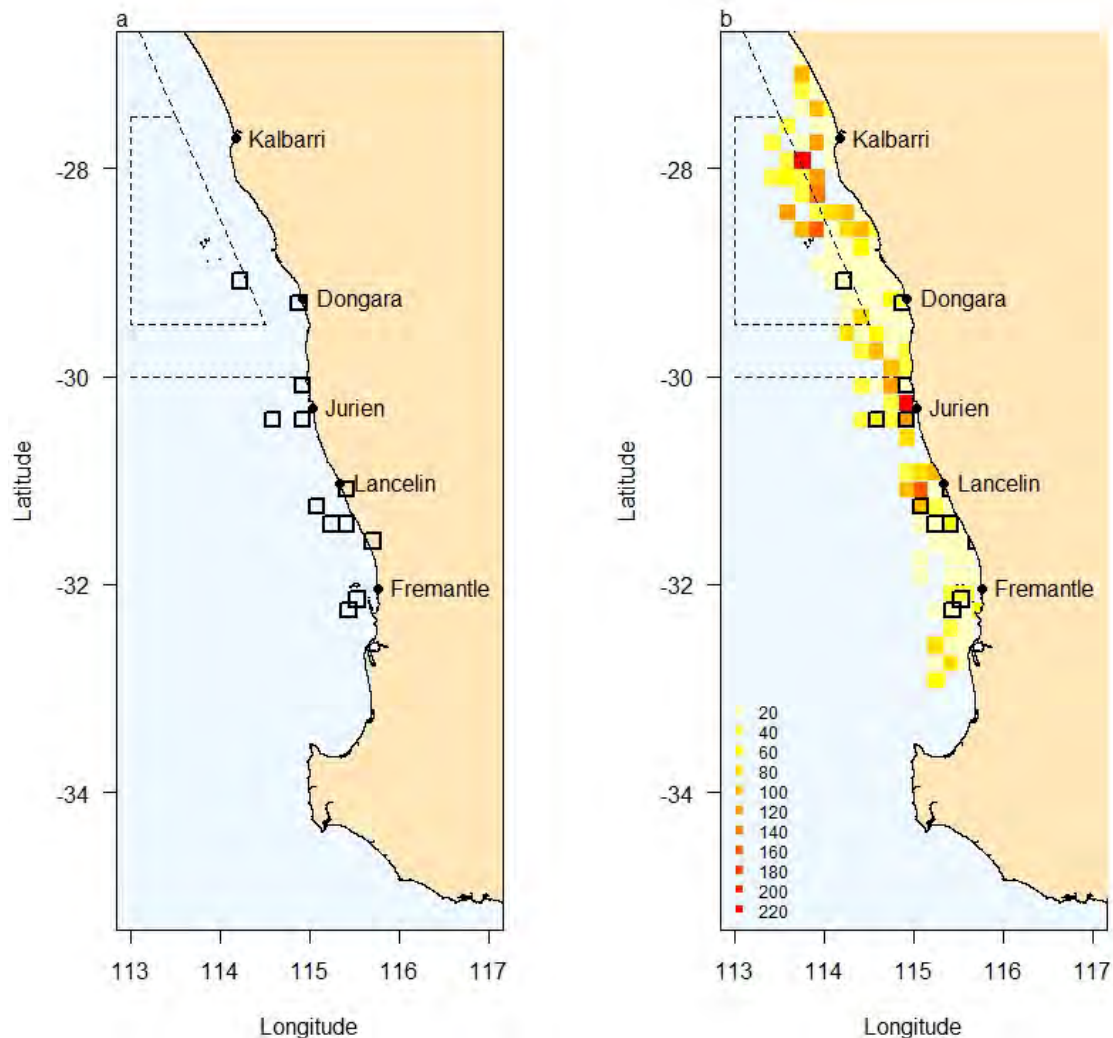 a
Kalbarri
Dongara
Jurien
Lancelin
Fremantle
-28
-30
-32
-34
Latitude
113 114 115 116 117
Longitude
b
Kalbarri
Dongara
Jurien
Lancelin
Fremantle
-28
-30
-32
-34
Latitude
20
40
60
80
100
120
140
160
180
200
220
113 114 115 116 117
Longitude